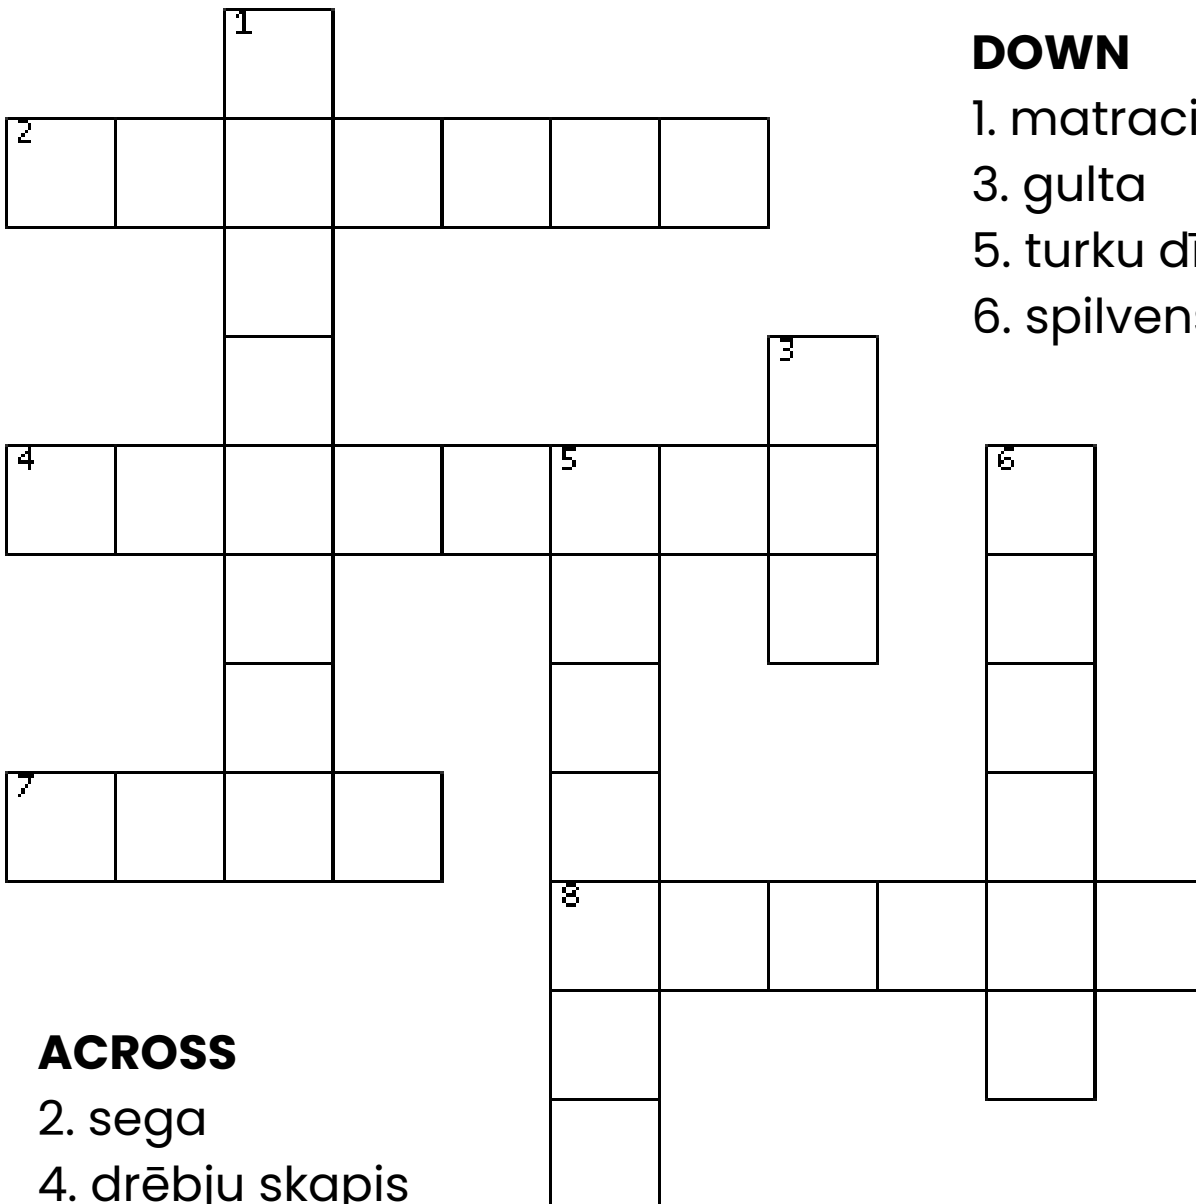 1
DOWN
2
1. matraci
3. gulta
5. turku dī
6. spilvens
3
4
5
6
7
8
ACROSS
2. sega
4. drēbju skapis